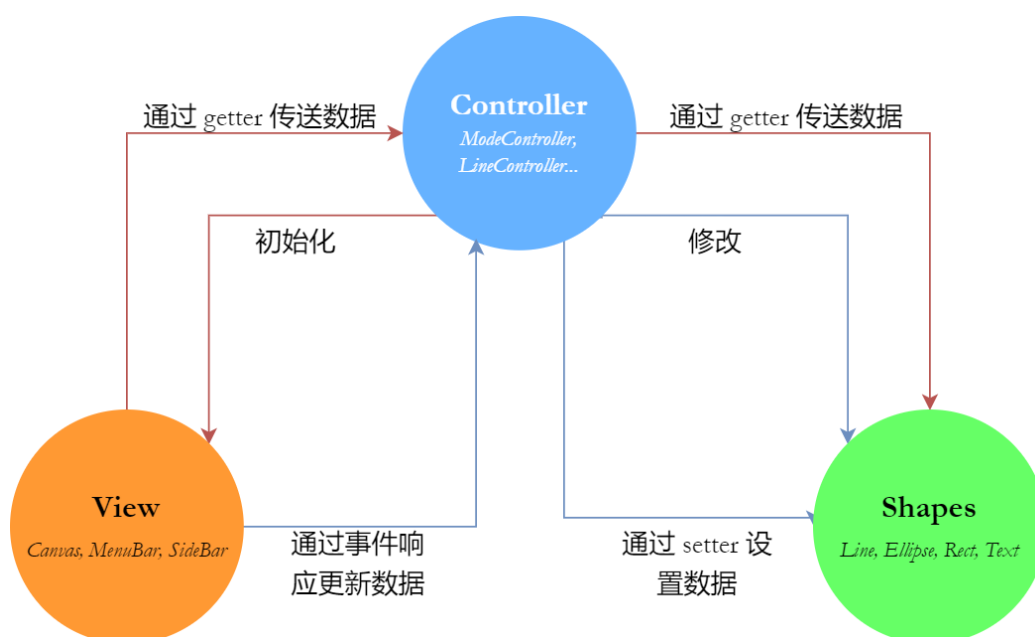 Controller
ModeController,
LineController...
通过 getter 传送数据
通过 getter 传送数据
初始化
修改
View
Canvas, MenuBar, SideBar
通过事件响
应更新数据
通过 setter 设
置数据
Shapes
Line, Ellipse, Rect, Text